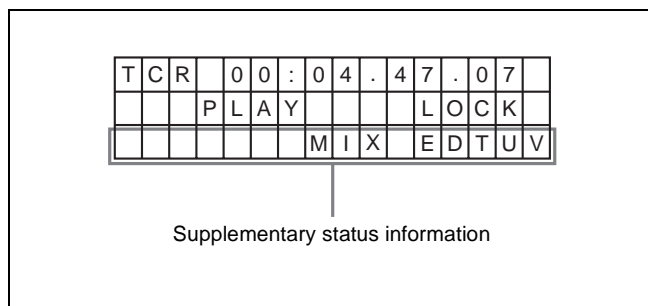 TCR 00:04.47.07
PLAY LOCK
MIX EDTUV
Supplementary status information